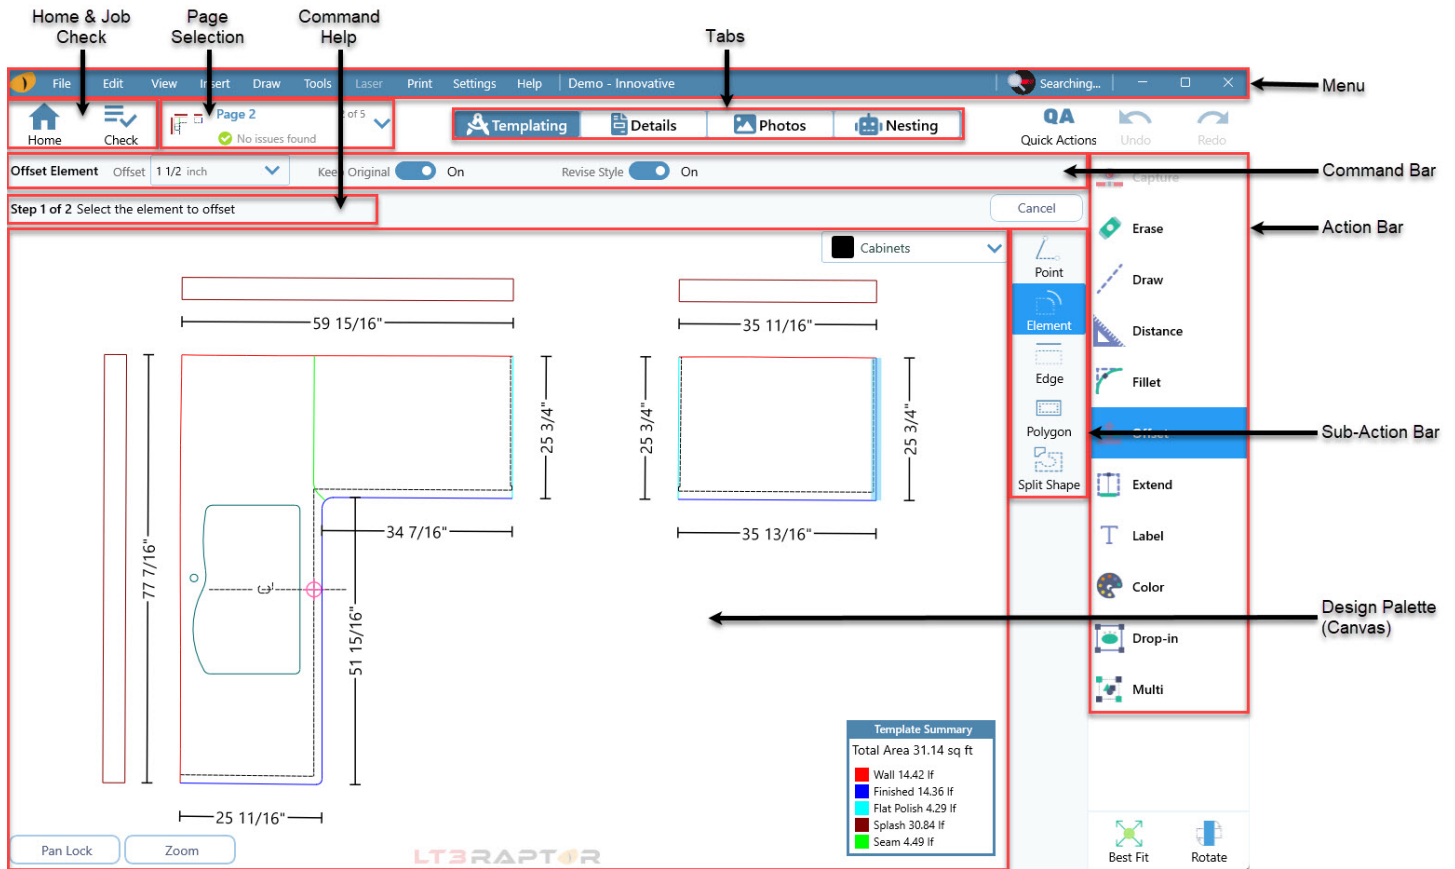 Home & Job
Check
Page
Selection
Command
Help
Tabs
File Edit View Insert Draw Tools Laser Print Settings Help Demo - Innovative Searching...
Menu
Home
Check
Page 2
of 5
No issues found
Templating
Details
Photos
Nesting
QA
Quick Actions
Undo
Redo
Offset Element Offset 1 1/2 inch Keep Original On Revise Style On
Command Bar
Capture
Step 1 of 2 Select the element to offset
Cancel
Action Bar
Cabinets
Point
Element
Edge
Polygon
Split Shape
Erase
Draw
Distance
Fillet
Offset
Sub-Action Bar
Extend
Label
Color
Drop-in
Multi
Design Palette
(Canvas)
59 15/16"
35 11/16"
25 3/4"
25 3/4"
25 3/4"
34 7/16"
35 13/16"
77 7/16"
51 15/16"
25 11/16"
Template Summary
Total Area 31.14 sq ft
Wall 14.42 lf
Finished 14.36 lf
Flat Polish 4.29 lf
Splash 30.84 lf
Seam 4.49 lf
Pan Lock
Zoom
LT3RAPTOR
Best Fit
Rotate